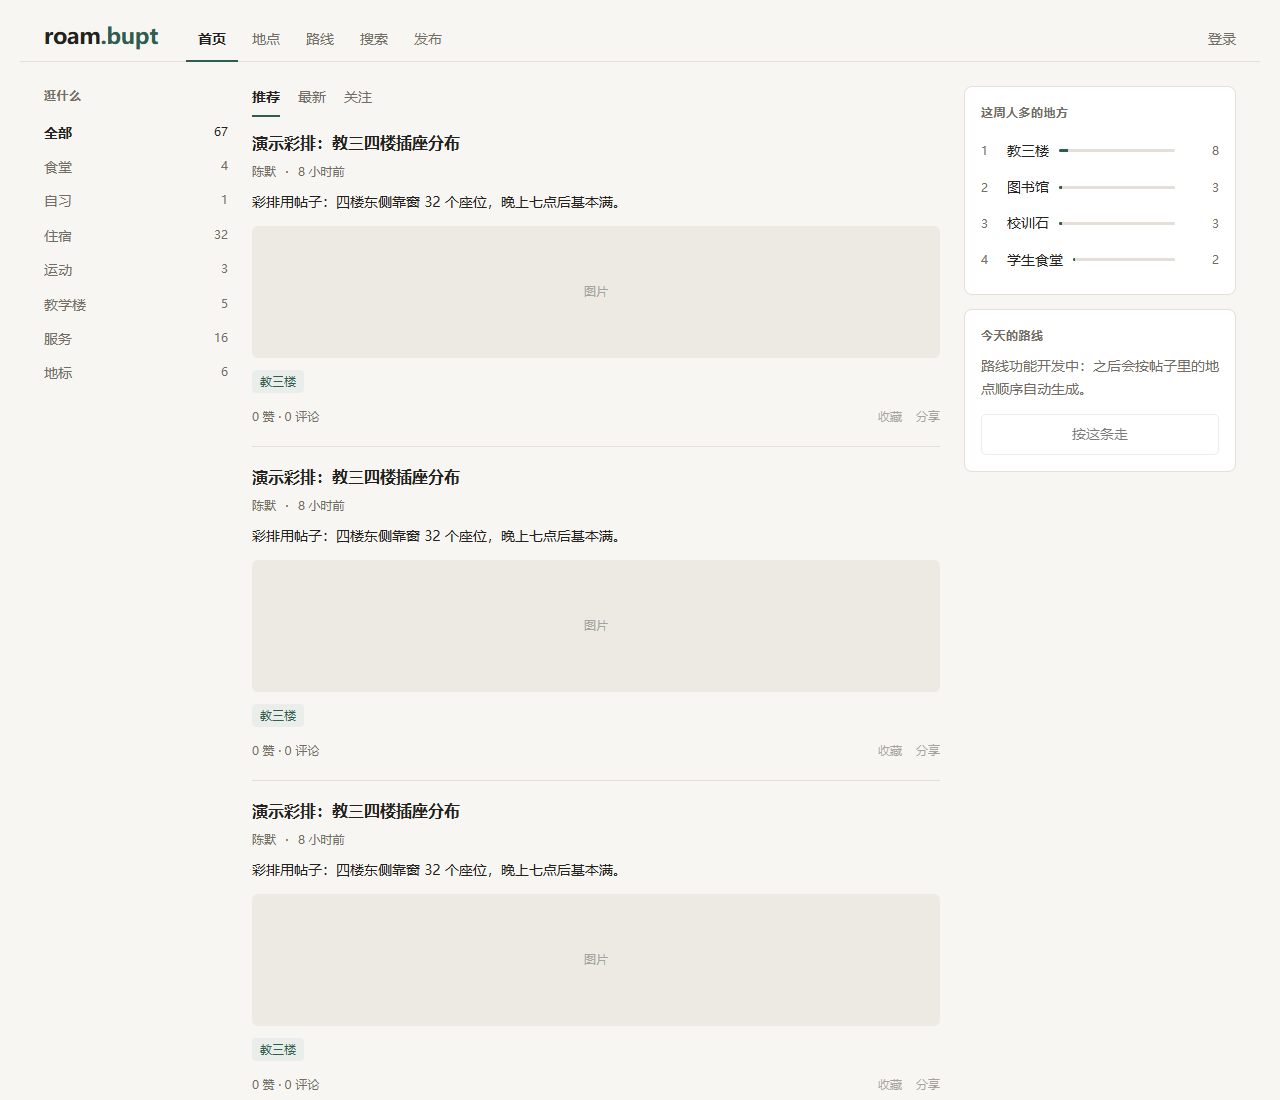 roam.bupt 首页 地点 路线 搜索 发布 登录
逛什么
全部 67
食堂 4
自习 1
住宿 32
运动 3
教学楼 5
服务 16
地标 6
推荐 最新 关注
演示彩排：教三四楼插座分布
陈默 · 8 小时前
彩排用帖子：四楼东侧靠窗 32 个座位，晚上七点后基本满。
图片
教三楼
0 赞 · 0 评论 收藏 分享
演示彩排：教三四楼插座分布
陈默 · 8 小时前
彩排用帖子：四楼东侧靠窗 32 个座位，晚上七点后基本满。
图片
教三楼
0 赞 · 0 评论 收藏 分享
演示彩排：教三四楼插座分布
陈默 · 8 小时前
彩排用帖子：四楼东侧靠窗 32 个座位，晚上七点后基本满。
图片
教三楼
0 赞 · 0 评论 收藏 分享
这周人多的地方
1 教三楼 8
2 图书馆 3
3 校训石 3
4 学生食堂 2
今天的路线
路线功能开发中：之后会按帖子里的地
点顺序自动生成。
按这条走